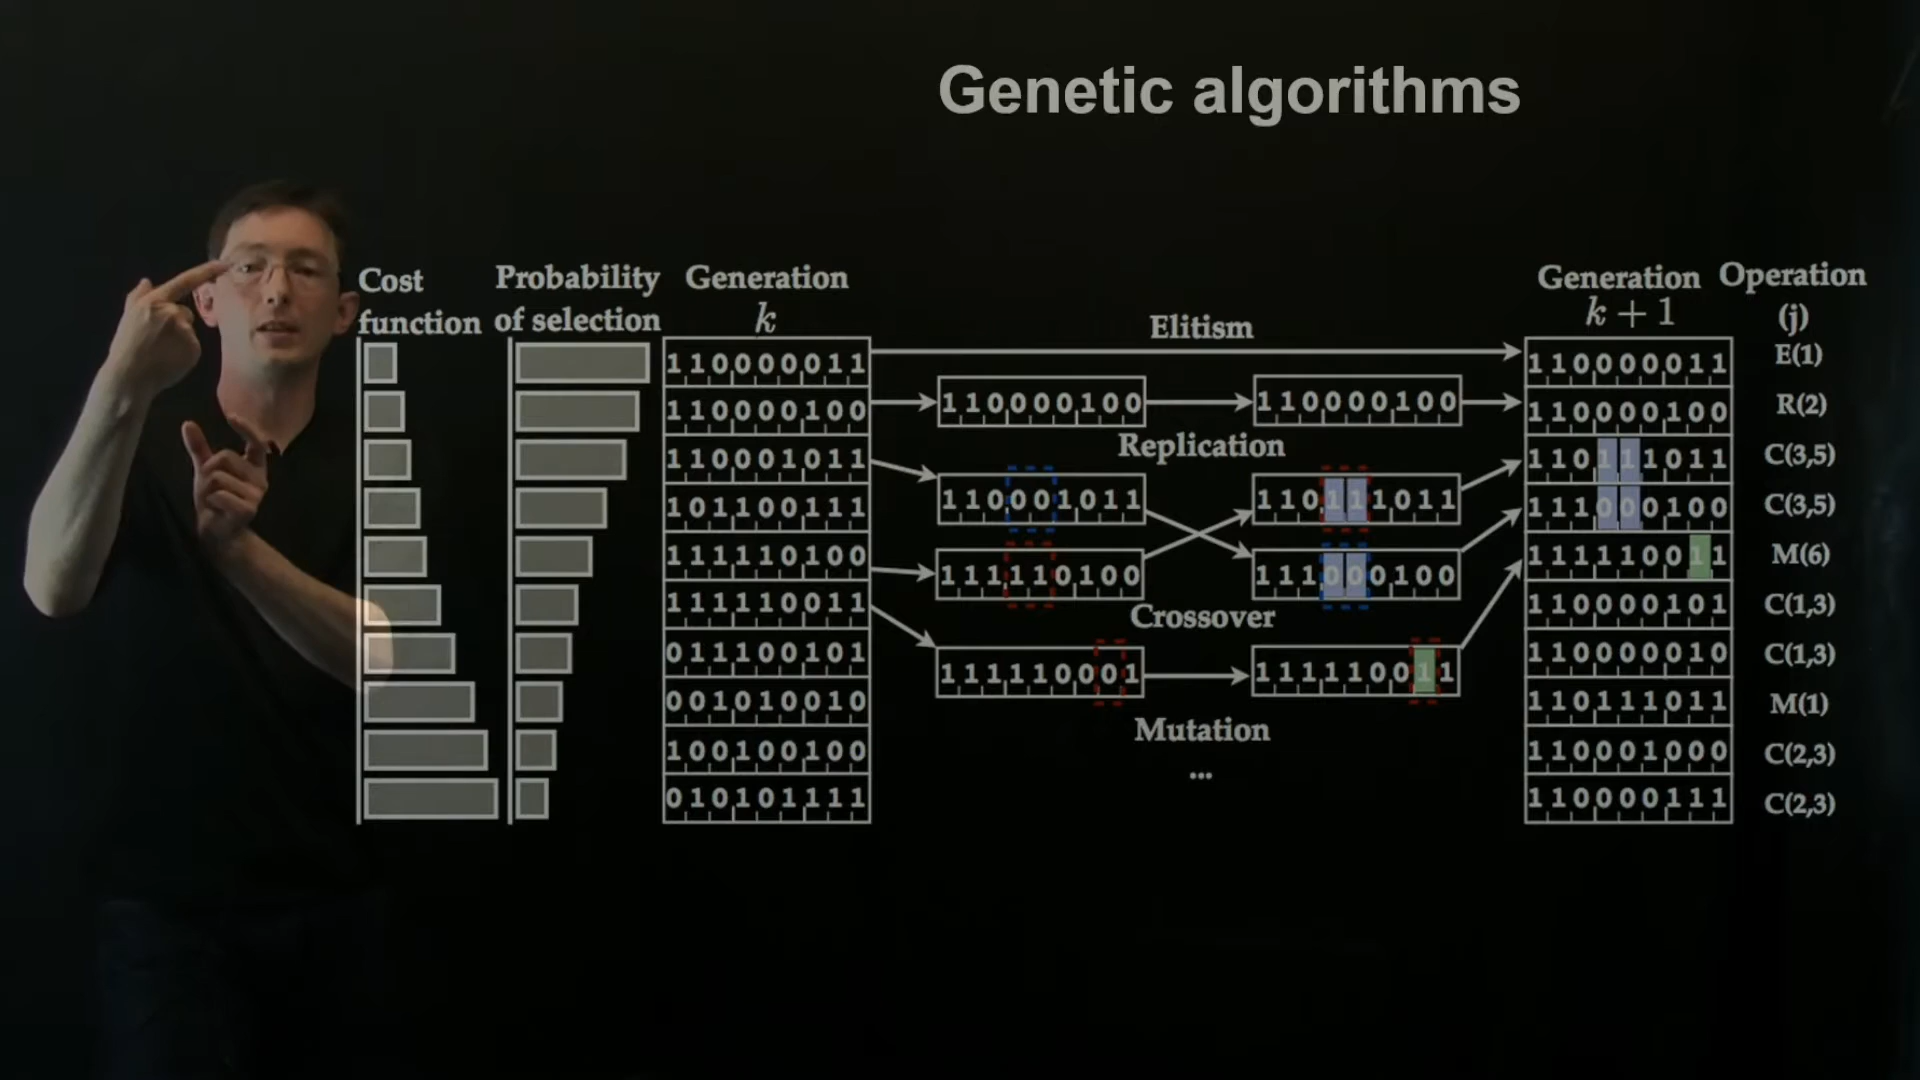 Genetic algorithms
Cost function
Probability of selection
Generation k
Elitism
Generation k + 1
Operation (j)
110000011
110000100
110001011
101100111
111110100
111110011
011100101
001010010
100100100
010101111
110000100
110000100
Replication
110001011
110111011
111110100
111000100
Crossover
111110001
111110011
Mutation
...
110000011
E(1)
110000100
R(2)
110111011
C(3,5)
111000100
C(3,5)
111110011
M(6)
110000101
C(1,3)
110000010
C(1,3)
110111011
M(1)
110001000
C(2,3)
110000111
C(2,3)